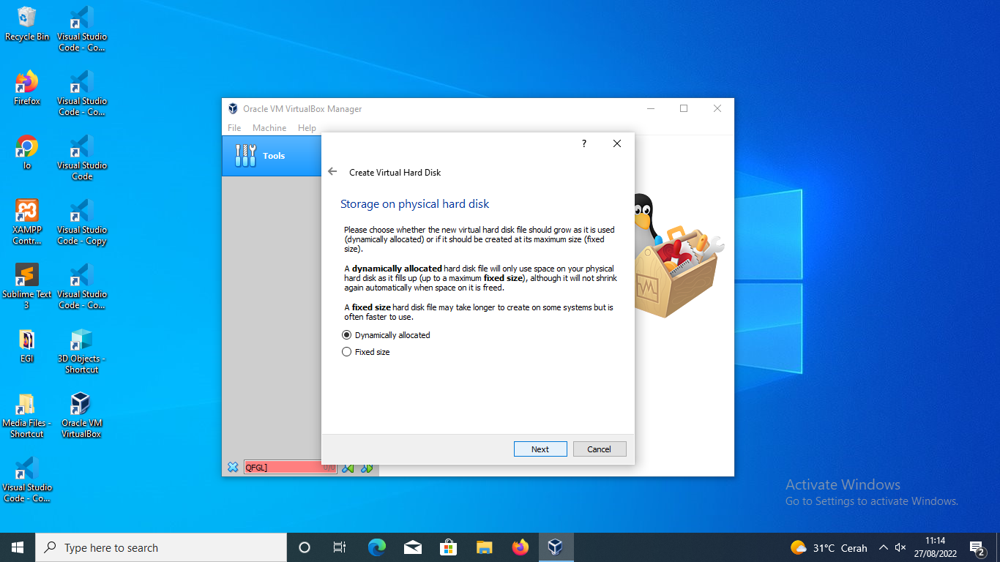 Recycle Bin
Visual Studio
Code - Co...
Firefox
Visual Studio
Code - Co...
Io
Visual Studio
Code
XAMPP
Contr...
Visual Studio
Code - Copy
Sublime Text
3
Visual Studio
Code - Co...
EGI
3D Objects -
Shortcut
Media Files -
Shortcut
Oracle VM
VirtualBox
Visual Studio
Code - Co...
Oracle VM VirtualBox Manager
File Machine Help
Tools
?
Create Virtual Hard Disk
Storage on physical hard disk
Please choose whether the new virtual hard disk file should grow as it is used
(dynamically allocated) or if it should be created at its maximum size (fixed
size).
A dynamically allocated hard disk file will only use space on your physical
hard disk as it fills up (up to a maximum fixed size), although it will not shrink
again automatically when space on it is freed.
A fixed size hard disk file may take longer to create on some systems but is
often faster to use.
Dynamically allocated
Fixed size
Next
Cancel
QFGL] 0/0
Activate Windows
Go to Settings to activate Windows.
Type here to search
31°C Cerah
11:14
27/08/2022
2